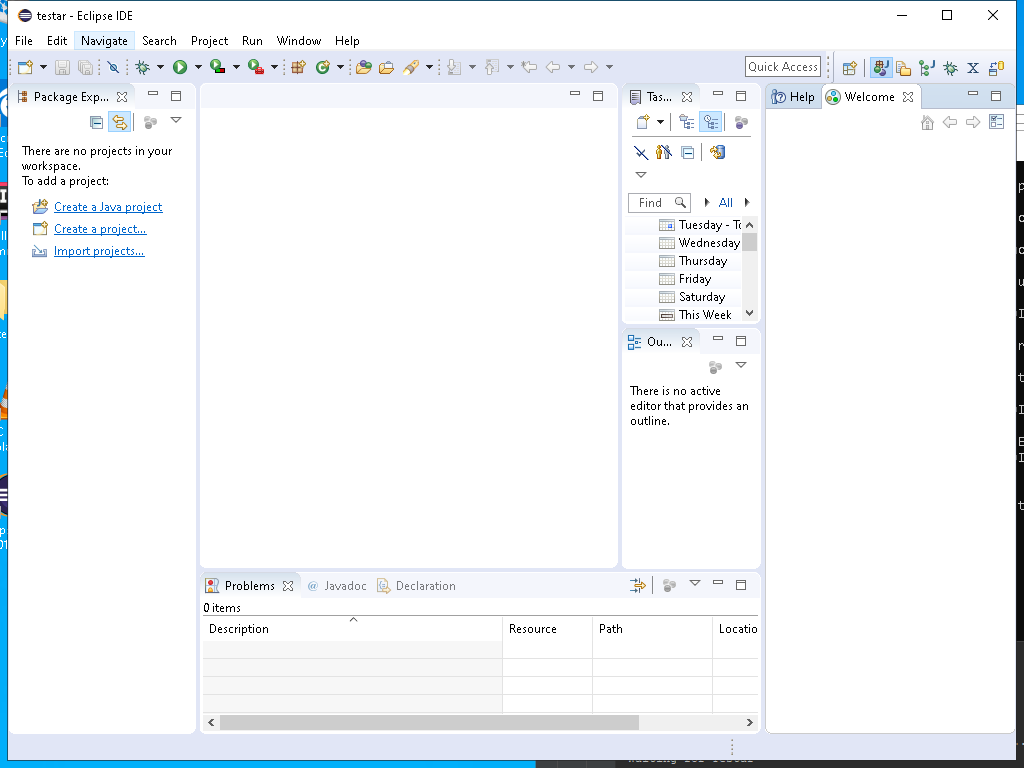 testar - Eclipse IDE
File Edit Navigate Search Project Run Window Help
Quick Access
Package Exp...
There are no projects in your
workspace.
To add a project:
Create a Java project
Create a project...
Import projects...
Tas...
Find
All
Tuesday - To
Wednesday
Thursday
Friday
Saturday
This Week
Ou...
There is no active
editor that provides an
outline.
Help Welcome
Problems @ Javadoc Declaration
0 items
Description Resource Path Locatio